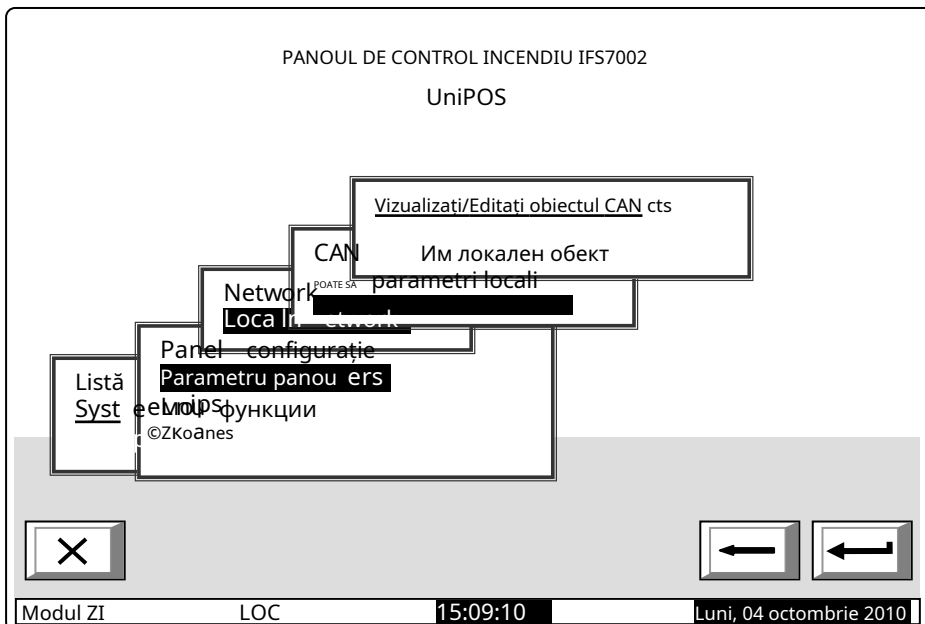 PANOUL DE CONTROL INCENDIU IFS7002
UniPOS
Vizualizați/Editați obiectul CAN cts
CAN Им локален обект
POATE SĂ parametri locali
Network
Loca In etwork
Panel configurație
Parametru panou ers
Listă
Syst функции
©ZKoanes
Modul ZI LOC 15:09:10 Luni, 04 octombrie 2010